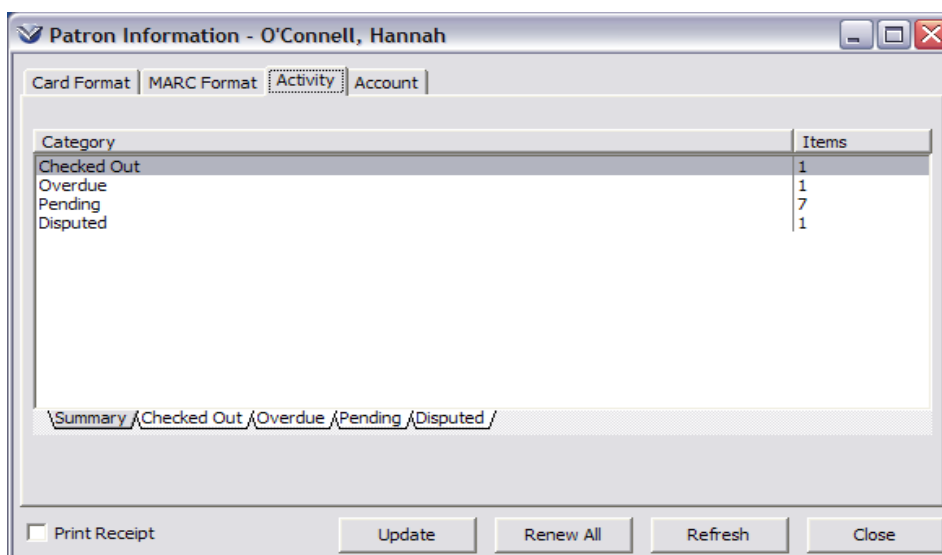 Patron Information - O'Connell, Hannah
Card Format MARC Format Activity Account
Category Items
Checked Out 1
Overdue 1
Pending 7
Disputed 1
Summary Checked Out Overdue Pending Disputed
Print Receipt Update Renew All Refresh Close